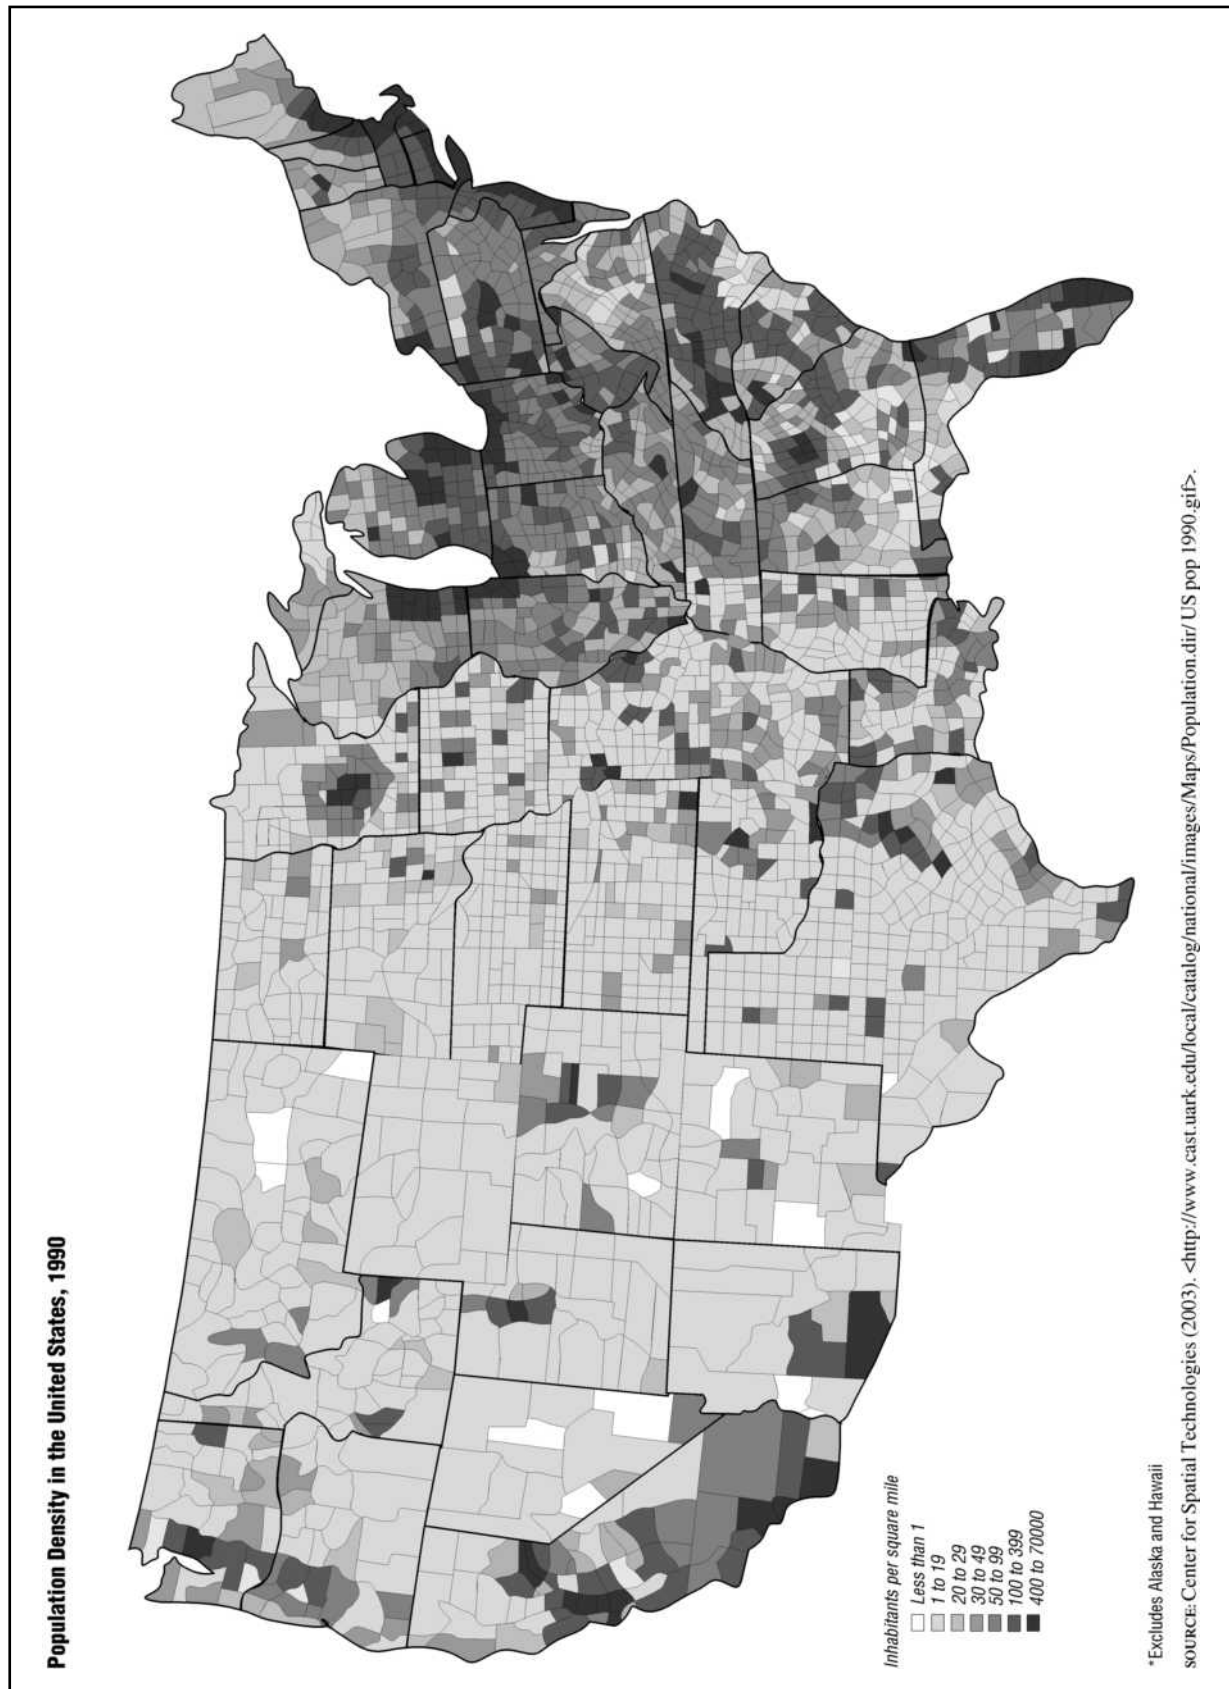 Population Density in the United States, 1990
Inhabitants per square mile
Less than 1
1 to 19
20 to 29
30 to 49
50 to 99
100 to 399
400 to 70000
*Excludes Alaska and Hawaii
SOURCE: Center for Spatial Technologies (2003). <http://www.cast.uark.edu/local/catalog/national/images/Maps/Population.dir/ US pop 1990.gif>.